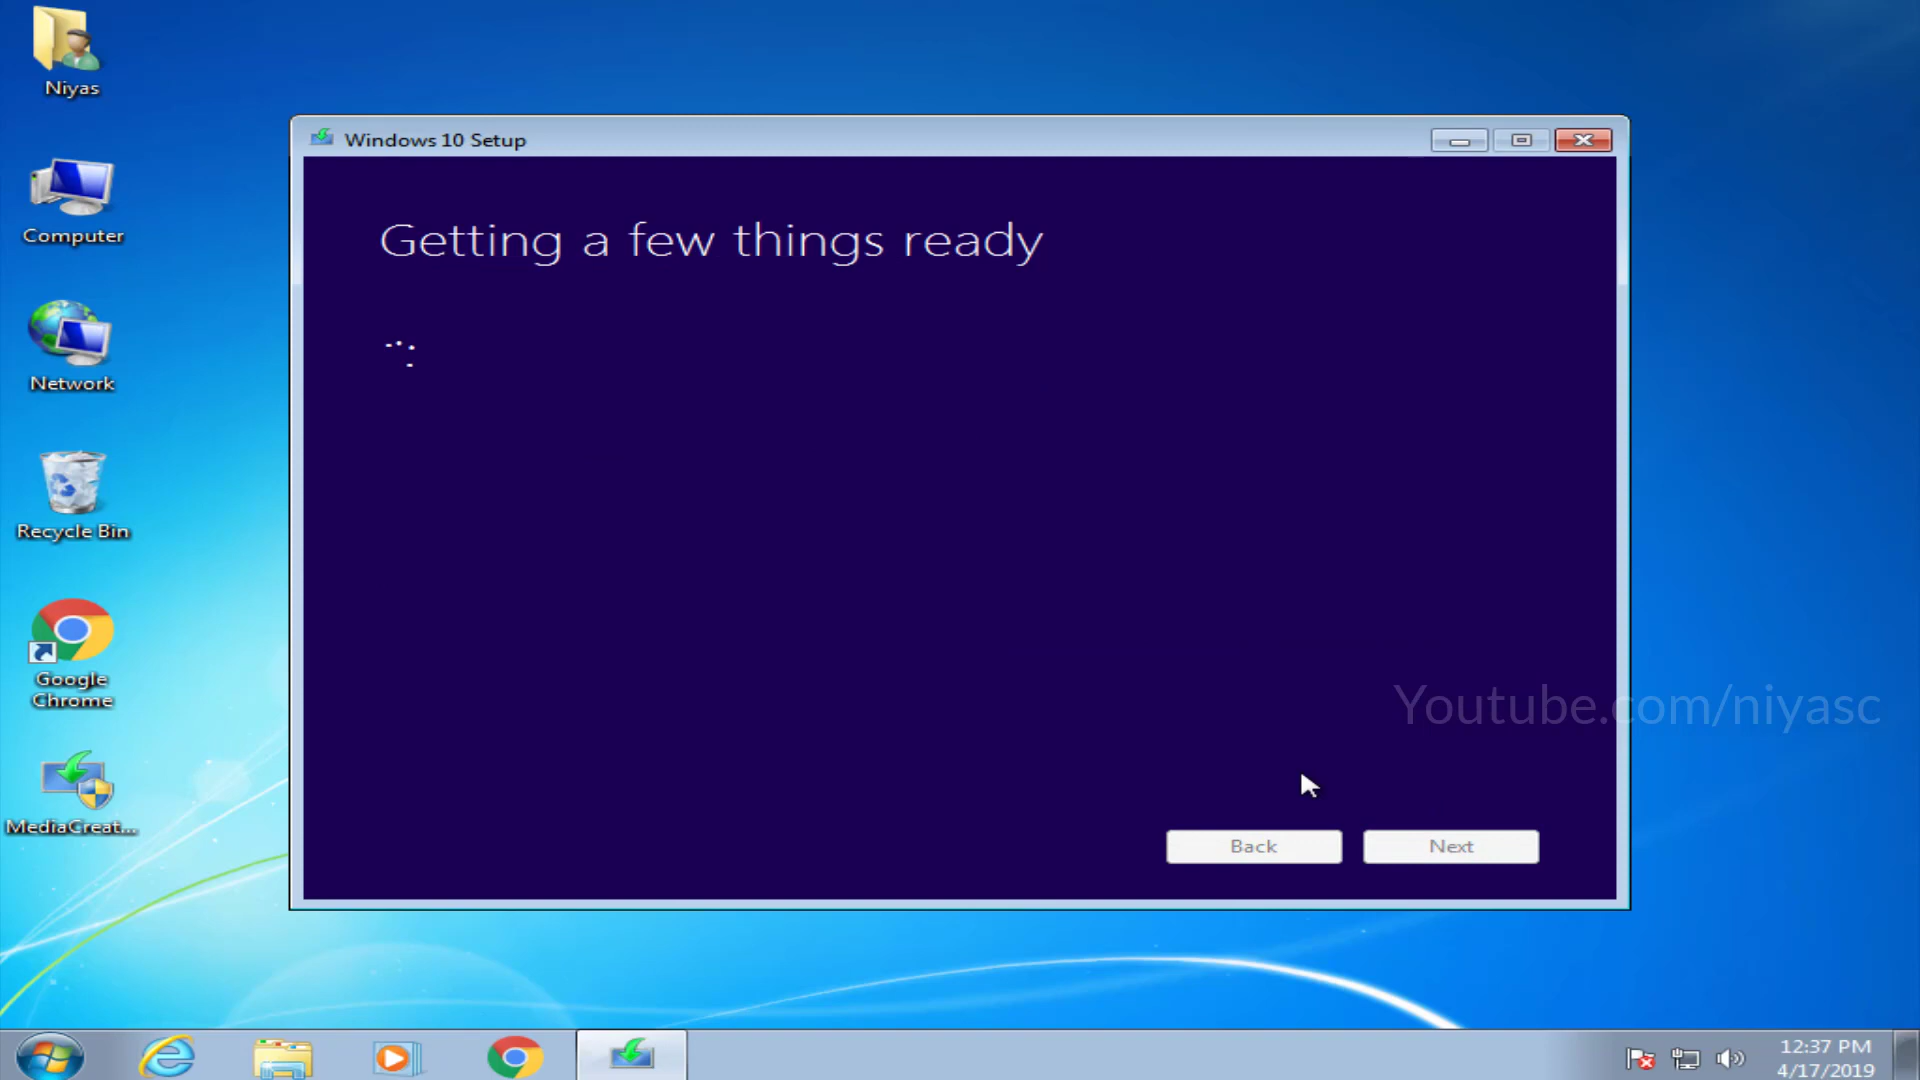 Niyas
Computer
Network
Recycle Bin
Google
Chrome
MediaCreat...
Windows 10 Setup
Getting a few things ready
Youtube.com/niyasc
Back
Next
12:37 PM
4/17/2019